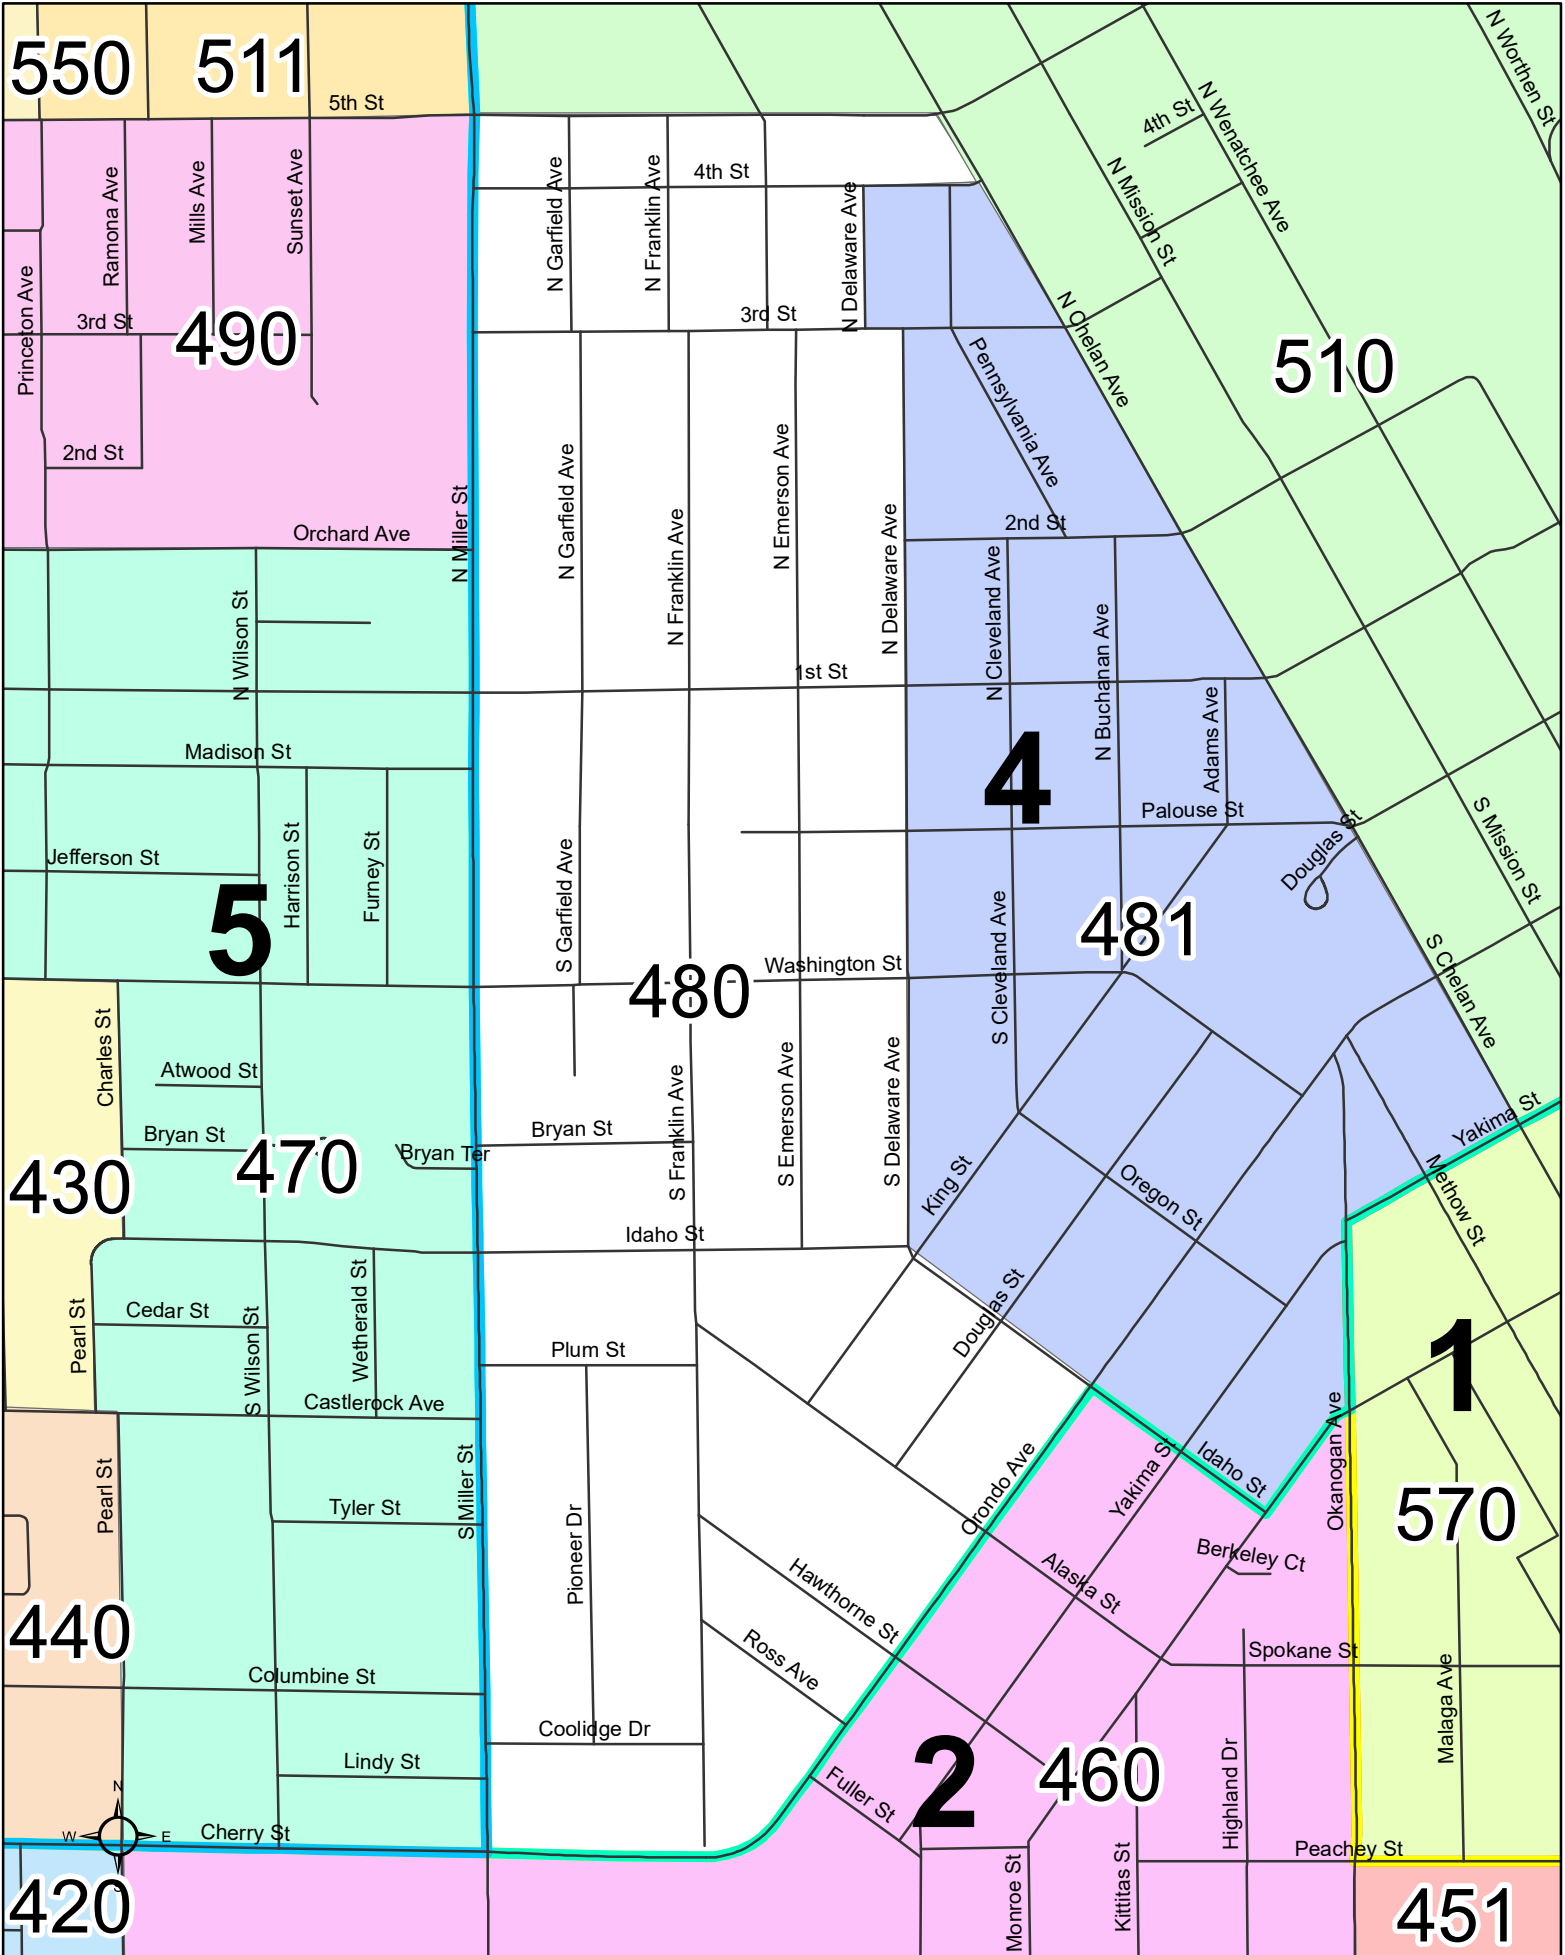 550
511
5th St
N Worthen St
N Wenatchee Ave
4th St
N Mission St
Ramona Ave
Mills Ave
Sunset Ave
N Garfield Ave
N Franklin Ave
4th St
N Delaware Ave
Princeton Ave
3rd St
490
3rd St
N Chelan Ave
510
Pennsylvania Ave
2nd St
N Miller St
Orchard Ave
N Garfield Ave
N Franklin Ave
N Emerson Ave
N Delaware Ave
2nd St
N Cleveland Ave
N Buchanan Ave
N Wilson St
1st St
Adams Ave
Madison St
4
Palouse St
Douglas St
S Mission St
Jefferson St
Harrison St
Furney St
5
S Garfield Ave
S Cleveland Ave
481
480
Washington St
S Chelan Ave
Charles St
Atwood St
Bryan St
470
Bryan Ter
Bryan St
S Franklin Ave
S Emerson Ave
S Delaware Ave
430
King St
Oregon St
Yakima St
Methow St
Idaho St
Pearl St
Cedar St
S Wilson St
Wetherald St
Castlerock Ave
Plum St
Douglas St
1
Pearl St
Tyler St
S Miller St
Pioneer Dr
Orondo Ave
Yakima St
Idaho St
Okanogan Ave
570
Hawthorne St
Alaska St
Berkeley Ct
440
Ross Ave
Spokane St
Malaga Ave
Columbine St
Coolidge Dr
Lindy St
2
460
Fuller St
Highland Dr
N
W
E
S
Cherry St
Peachey St
420
Monroe St
Kittitas St
451